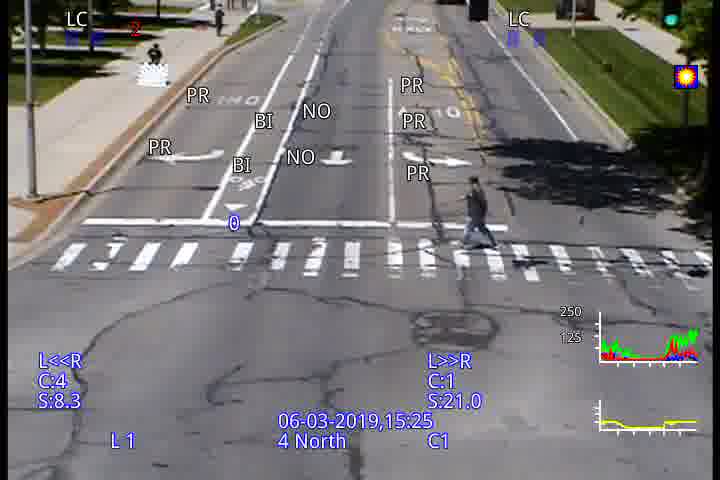 LC
LC
2
PR
PR
BI
NO
PR
PR
PR
BI
NO
PR
0
250
125
L<<R
C:4
S:8.3
L>>R
C:1
S:21.0
06-03-2019,15:25
L 1
4 North
C1